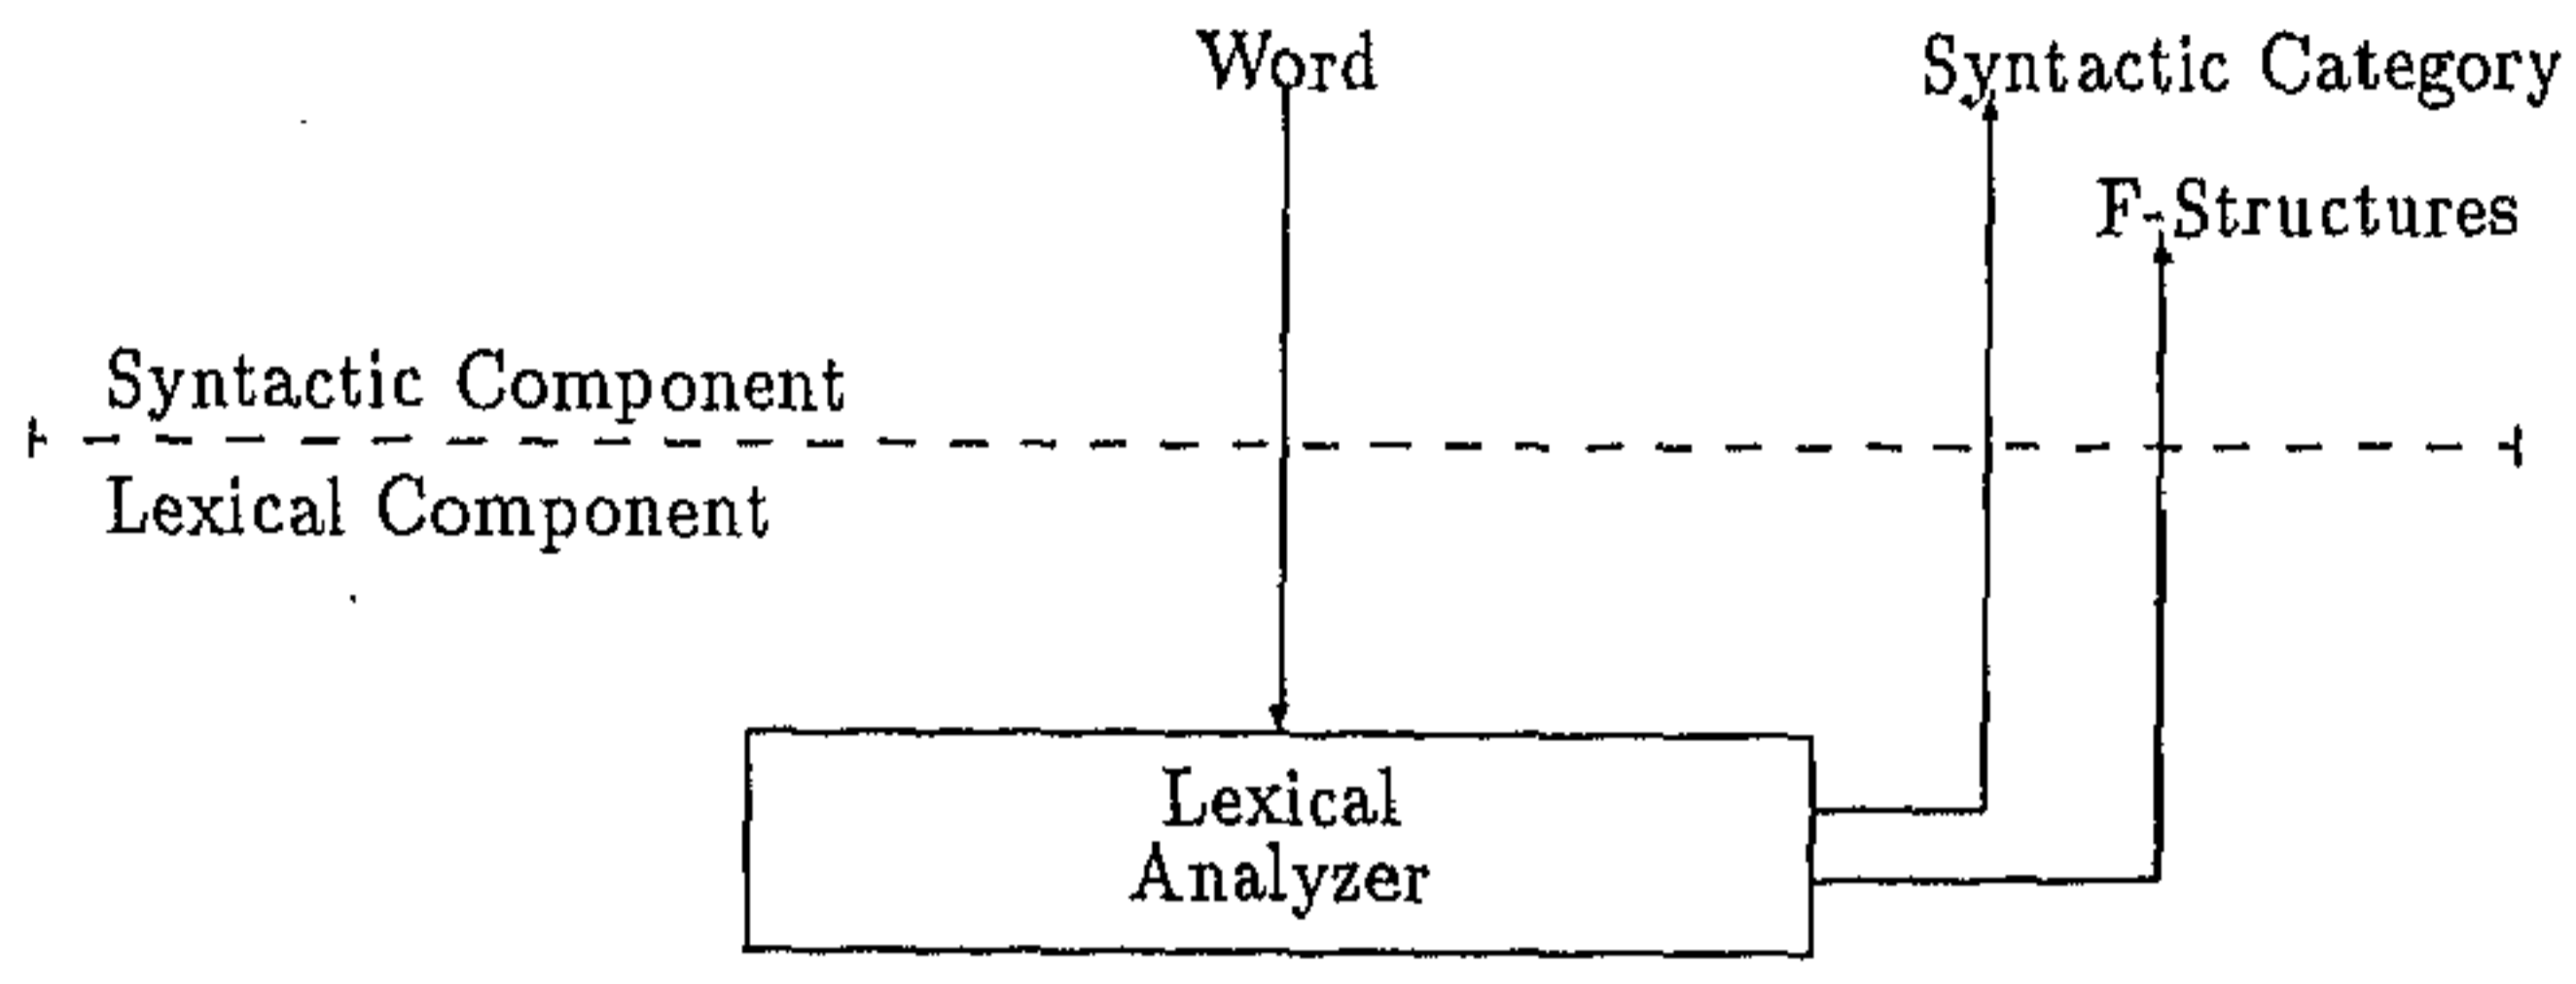 Word
Syntactic Category
F-Structures
Syntactic Component
Lexical Component
Lexical
Analyzer